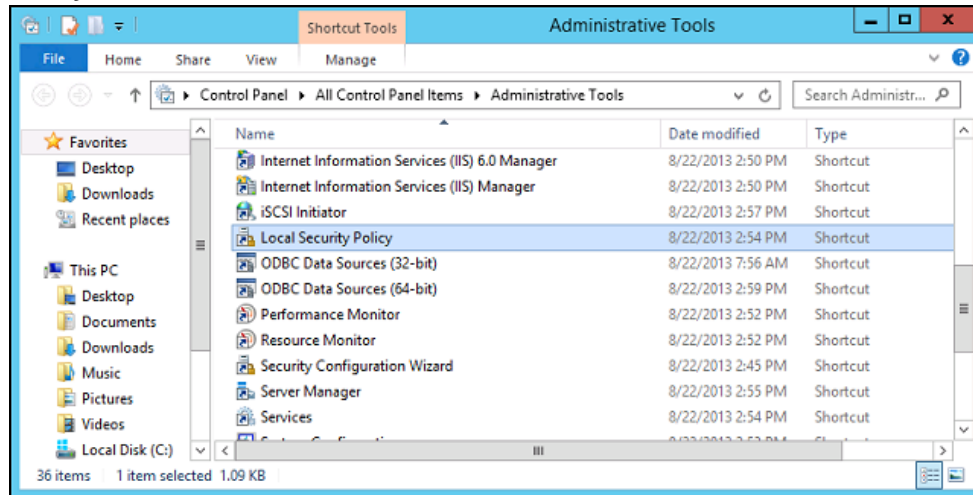 Shortcut Tools Administrative Tools
File Home Share View Manage
Control Panel All Control Panel Items Administrative Tools Search Administr...
Favorites
Desktop
Downloads
Recent places
This PC
Desktop
Documents
Downloads
Music
Pictures
Videos
Local Disk (C:)
Name Date modified Type
Internet Information Services (IIS) 6.0 Manager 8/22/2013 2:50 PM Shortcut
Internet Information Services (IIS) Manager 8/22/2013 2:50 PM Shortcut
iSCSI Initiator 8/22/2013 2:57 PM Shortcut
Local Security Policy 8/22/2013 2:54 PM Shortcut
ODBC Data Sources (32-bit) 8/22/2013 7:56 AM Shortcut
ODBC Data Sources (64-bit) 8/22/2013 2:59 PM Shortcut
Performance Monitor 8/22/2013 2:52 PM Shortcut
Resource Monitor 8/22/2013 2:52 PM Shortcut
Security Configuration Wizard 8/22/2013 2:45 PM Shortcut
Server Manager 8/22/2013 2:55 PM Shortcut
Services 8/22/2013 2:54 PM Shortcut
36 items 1 item selected 1.09 KB